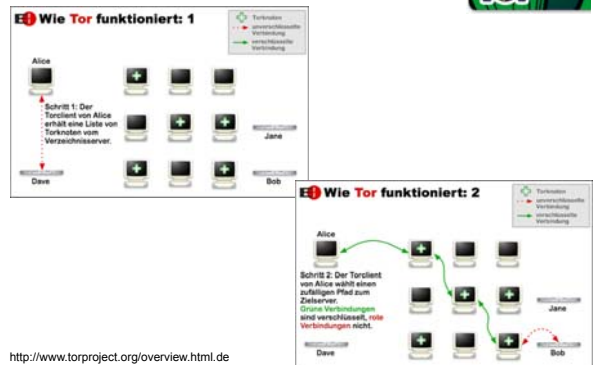 Wie Tor funktioniert: 1
Torknoten
unverschlüsselte
Verbindung
verschlüsselte
Verbindung
Alice
Schritt 1: Der
Torclient von Alice
erhält eine Liste von
Torknoten vom
Verzeichnisserver.
Dave
Jane
Bob
Wie Tor funktioniert: 2
Torknoten
unverschlüsselte
Verbindung
verschlüsselte
Verbindung
Alice
Schritt 2: Der Torclient
von Alice wählt einen
zufälligen Pfad zum
Zielserver.
Grüne Verbindungen
sind verschlüsselt, rote
Verbindungen nicht.
Dave
Jane
Bob
http://www.torproject.org/overview.html.de